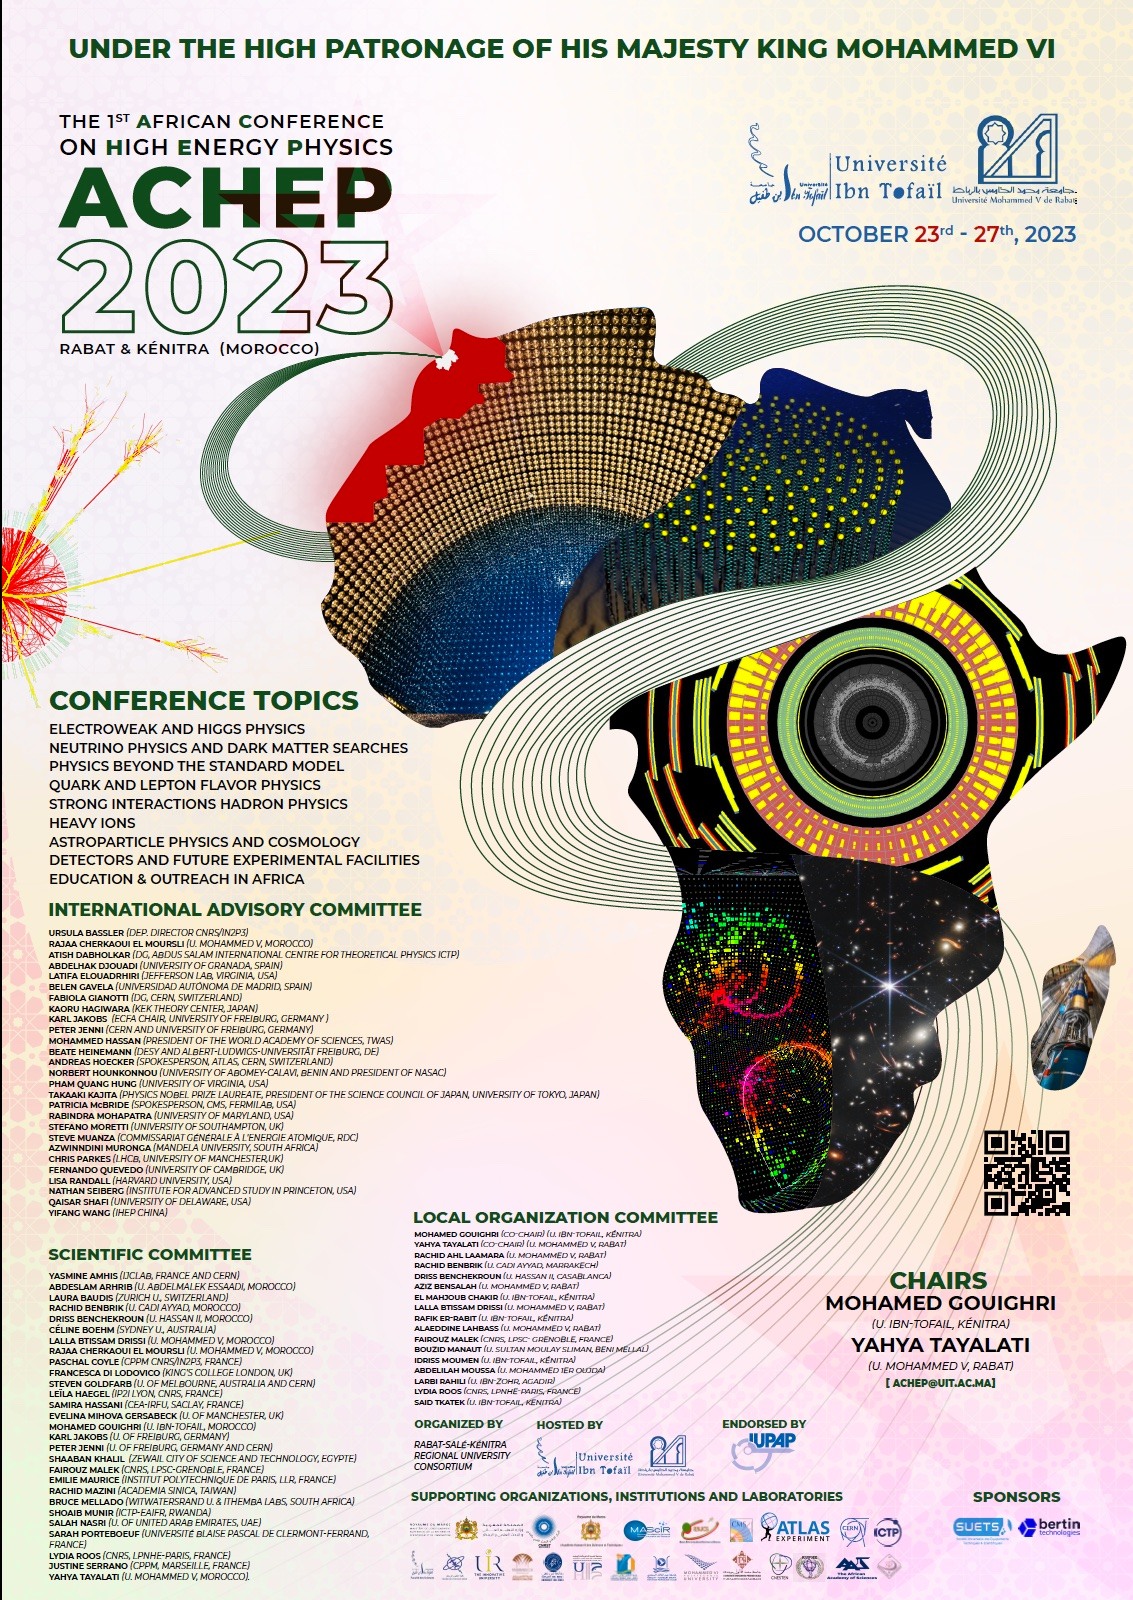 UNDER THE HIGH PATRONAGE OF HIS MAJESTY KING MOHAMMED VI
THE 1ST AFRICAN CONFERENCE
ON HIGH ENERGY PHYSICS
ACHEP
2023
RABAT & KÉNITRA (MOROCCO)
Université
Ibn Tofaïl
جامعة محمد الخامس بالرباط
Université Mohammed V de Rabat
OCTOBER 23rd - 27th, 2023
CONFERENCE TOPICS
ELECTROWEAK AND HIGGS PHYSICS
NEUTRINO PHYSICS AND DARK MATTER SEARCHES
PHYSICS BEYOND THE STANDARD MODEL
QUARK AND LEPTON FLAVOR PHYSICS
STRONG INTERACTIONS HADRON PHYSICS
HEAVY IONS
ASTROPARTICLE PHYSICS AND COSMOLOGY
DETECTORS AND FUTURE EXPERIMENTAL FACILITIES
EDUCATION & OUTREACH IN AFRICA
INTERNATIONAL ADVISORY COMMITTEE
URSULA BASSLER (DEP. DIRECTOR CNRS/IN2P3)
RAJAA CHERKAOUI EL MOURSLI (U. MOHAMMED V, MOROCCO)
ATISH DABHOLKAR (DG, ABDUS SALAM INTERNATIONAL CENTRE FOR THEORETICAL PHYSICS ICTP)
ABDELHAK DJOUADI (UNIVERSITY OF GRANADA, SPAIN)
LATIFA ELOUADRHIRI (JEFFERSON LAB, VIRGINIA, USA)
BELEN GAVELA (UNIVERSIDAD AUTÓNOMA DE MADRID, SPAIN)
FABIOLA GIANOTTI (DG, CERN, SWITZERLAND)
KAORU HAGIWARA (KEK THEORY CENTER, JAPAN)
KARL JAKOBS (ECFA CHAIR, UNIVERSITY OF FREIBURG, GERMANY )
PETER JENNI (CERN AND UNIVERSITY OF FREIBURG, GERMANY)
MOHAMMED HASSAN (PRESIDENT OF THE WORLD ACADEMY OF SCIENCES, TWAS)
BEATE HEINEMANN (DESY AND ALBERT-LUDWIGS-UNIVERSITÄT FREIBURG, DE)
ANDREAS HOECKER (SPOKESPERSON, ATLAS, CERN, SWITZERLAND)
NORBERT HOUNKONNOU (UNIVERSITY OF ABOMEY-CALAVI, BENIN AND PRESIDENT OF NASAC)
PHAM QUANG HUNG (UNIVERSITY OF VIRGINIA, USA)
TAKAAKI KAJITA (PHYSICS NOBEL PRIZE LAUREATE, PRESIDENT OF THE SCIENCE COUNCIL OF JAPAN, UNIVERSITY OF TOKYO, JAPAN)
PATRICIA McBRIDE (SPOKESPERSON, CMS, FERMILAB, USA)
RABINDRA MOHAPATRA (UNIVERSITY OF MARYLAND, USA)
STEFANO MORETTI (UNIVERSITY OF SOUTHAMPTON, UK)
STEVE MUANZA (COMMISSARIAT GÉNÉRALE À L'ENERGIE ATOMIQUE, RDC)
AZWINNDINI MURONGA (MANDELA UNIVERSITY, SOUTH AFRICA)
CHRIS PARKES (LHCB, UNIVERSITY OF MANCHESTER,UK)
FERNANDO QUEVEDO (UNIVERSITY OF CAMBRIDGE, UK)
LISA RANDALL (HARVARD UNIVERSITY, USA)
NATHAN SEIBERG (INSTITUTE FOR ADVANCED STUDY IN PRINCETON, USA)
QAISAR SHAFI (UNIVERSITY OF DELAWARE, USA)
YIFANG WANG (IHEP CHINA)
SCIENTIFIC COMMITTEE
YASMINE AMHIS (IJCLAB, FRANCE AND CERN)
ABDESLAM ARHRIB (U. ABDELMALEK ESSAADI, MOROCCO)
LAURA BAUDIS (ZURICH U., SWITZERLAND)
RACHID BENBRIK (U. CADI AYYAD, MOROCCO)
DRISS BENCHEKROUN (U. HASSAN II, MOROCCO)
CÉLINE BOEHM (SYDNEY U., AUSTRALIA)
LALLA BTISSAM DRISSI (U. MOHAMMED V, MOROCCO)
RAJAA CHERKAOUI EL MOURSLI (U. MOHAMMED V, MOROCCO)
PASCHAL COYLE (CPPM CNRS/IN2P3, FRANCE)
FRANCESCA DI LODOVICO (KING'S COLLEGE LONDON, UK)
STEVEN GOLDFARB (U. OF MELBOURNE, AUSTRALIA AND CERN)
LEÏLA HAEGEL (IP2I LYON, CNRS, FRANCE)
SAMIRA HASSANI (CEA-IRFU, SACLAY, FRANCE)
EVELINA MIHOVA GERSABECK (U. OF MANCHESTER, UK)
MOHAMED GOUIGHRI (U. IBN-TOFAIL, MOROCCO)
KARL JAKOBS (U. OF FREIBURG, GERMANY)
PETER JENNI (U. OF FREIBURG, GERMANY AND CERN)
SHAABAN KHALIL (ZEWAIL CITY OF SCIENCE AND TECHNOLOGY, EGYPTE)
FAIROUZ MALEK (CNRS, LPSC-GRENOBLE, FRANCE)
EMILIE MAURICE (INSTITUT POLYTECHNIQUE DE PARIS, LLR, FRANCE)
RACHID MAZINI (ACADEMIA SINICA, TAIWAN)
BRUCE MELLADO (WITWATERSRAND U. & ITHEMBA LABS, SOUTH AFRICA)
SHOAIB MUNIR (ICTP-EAIFR, RWANDA)
SALAH NASRI (U. OF UNITED ARAB EMIRATES, UAE)
SARAH PORTEBOEUF (UNIVERSITÉ BLAISE PASCAL DE CLERMONT-FERRAND,
FRANCE)
LYDIA ROOS (CNRS, LPNHE-PARIS, FRANCE)
JUSTINE SERRANO (CPPM, MARSEILLE, FRANCE)
YAHYA TAYALATI (U. MOHAMMED V, MOROCCO).
LOCAL ORGANIZATION COMMITTEE
MOHAMED GOUIGHRI (CO-CHAIR) (U. IBN-TOFAIL, KÉNITRA)
YAHYA TAYALATI (CO-CHAIR) (U. MOHAMMED V, RABAT)
RACHID AHL LAAMARA (U. MOHAMMED V, RABAT)
RACHID BENBRIK (U. CADI AYYAD, MARRAKECH)
DRISS BENCHEKROUN (U. HASSAN II, CASABLANCA)
AZIZ BENSALAH (U. MOHAMMED V, RABAT)
EL MAHJOUB CHAKIR (U. IBN-TOFAIL, KÉNITRA)
LALLA BTISSAM DRISSI (U. MOHAMMED V, RABAT)
RAFIK ER-RABIT (U. IBN-TOFAIL, KÉNITRA)
ALAEDDINE LAHBASS (U. MOHAMMED V, RABAT)
FAIROUZ MALEK (CNRS, LPSC- GRENOBLE, FRANCE)
BOUZID MANAUT (U. SULTAN MOULAY SLIMAN, BENI MELLAL)
IDRISS MOUMEN (U. IBN-TOFAIL, KÉNITRA)
ABDELILAH MOUSSA (U. MOHAMMED 1ER OUJDA)
LARBI RAHILI (U. IBN-ZOHR, AGADIR)
LYDIA ROOS (CNRS, LPNHE-PARIS, FRANCE)
SAID TKATEK (U. IBN-TOFAIL, KÉNITRA)
CHAIRS
MOHAMED GOUIGHRI
(U. IBN-TOFAIL, KÉNITRA)
YAHYA TAYALATI
(U. MOHAMMED V, RABAT)
[ ACHEP@UIT.AC.MA]
ORGANIZED BY
RABAT-SALÉ-KÉNITRA
REGIONAL UNIVERSITY
CONSORTIUM
HOSTED BY
Université
Ibn Tofaïl
ENDORSED BY
IUPAP
SUPPORTING ORGANIZATIONS, INSTITUTIONS AND LABORATORIES
MAScIR
CMS
ATLAS
EXPERIMENT
CERN
ICTP
UIR
The African
Academy of Sciences
SPONSORS
SUETS
bertin
technologies